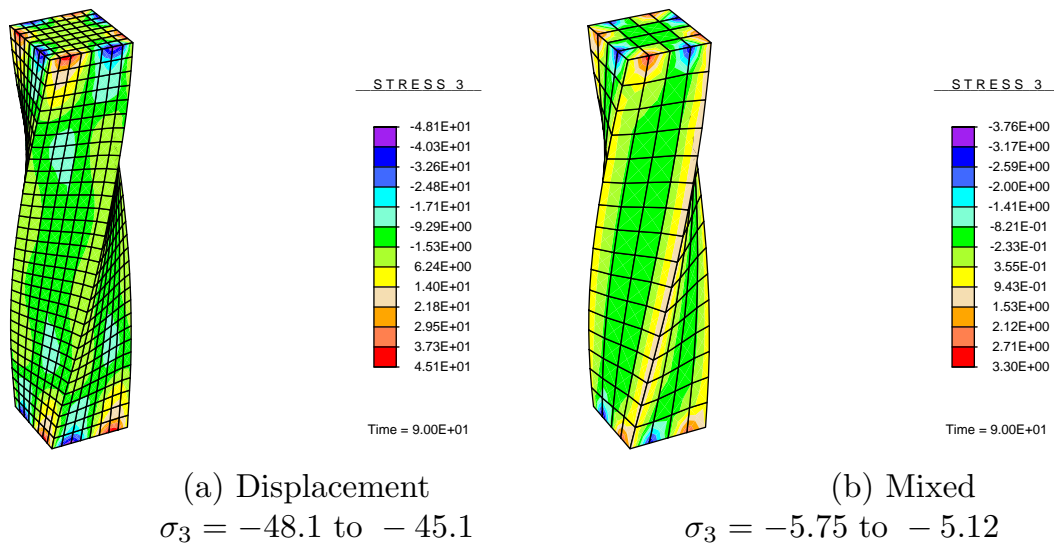 STRESS 3
-4.81E+01
-4.03E+01
-3.26E+01
-2.48E+01
-1.71E+01
-9.29E+00
-1.53E+00
6.24E+00
1.40E+01
2.18E+01
2.95E+01
3.73E+01
4.51E+01
Time = 9.00E+01
STRESS 3
-3.76E+00
-3.17E+00
-2.59E+00
-2.00E+00
-1.41E+00
-8.21E-01
-2.33E-01
3.55E-01
9.43E-01
1.53E+00
2.12E+00
2.71E+00
3.30E+00
Time = 9.00E+01
(a) Displacement
σ₃ = −48.1 to −45.1
(b) Mixed
σ₃ = −5.75 to −5.12